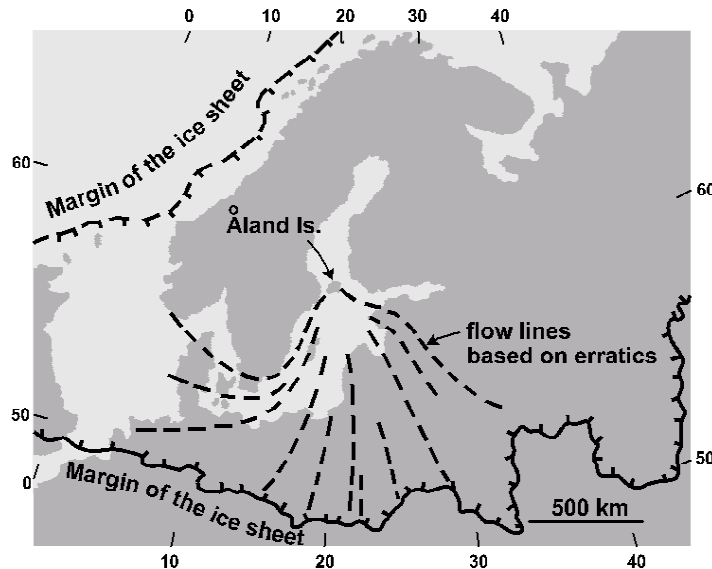 0 10 20 30 40
Margin of the ice sheet
60
60
Åland Is.
flow lines
based on erratics
50
50
0
Margin of the ice sheet
500 km
10 20 30 40